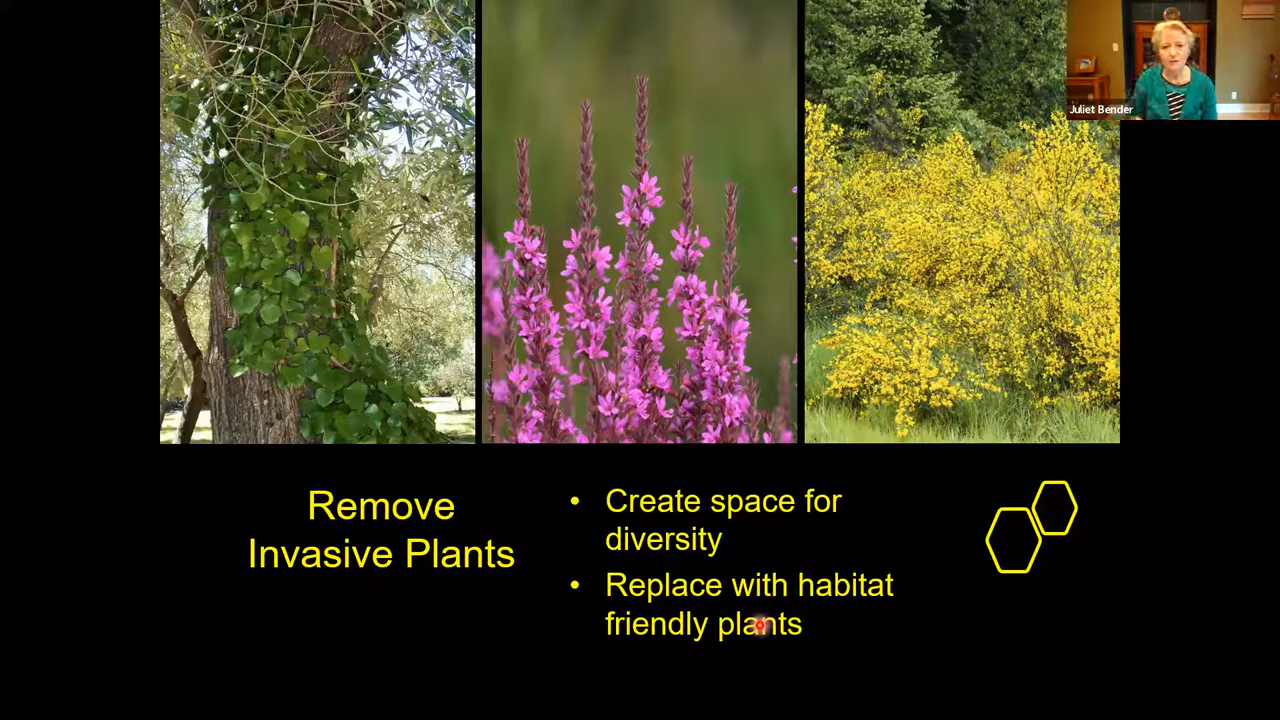 Juliet Bender
Remove
Invasive Plants
• Create space for
diversity
• Replace with habitat
friendly plants